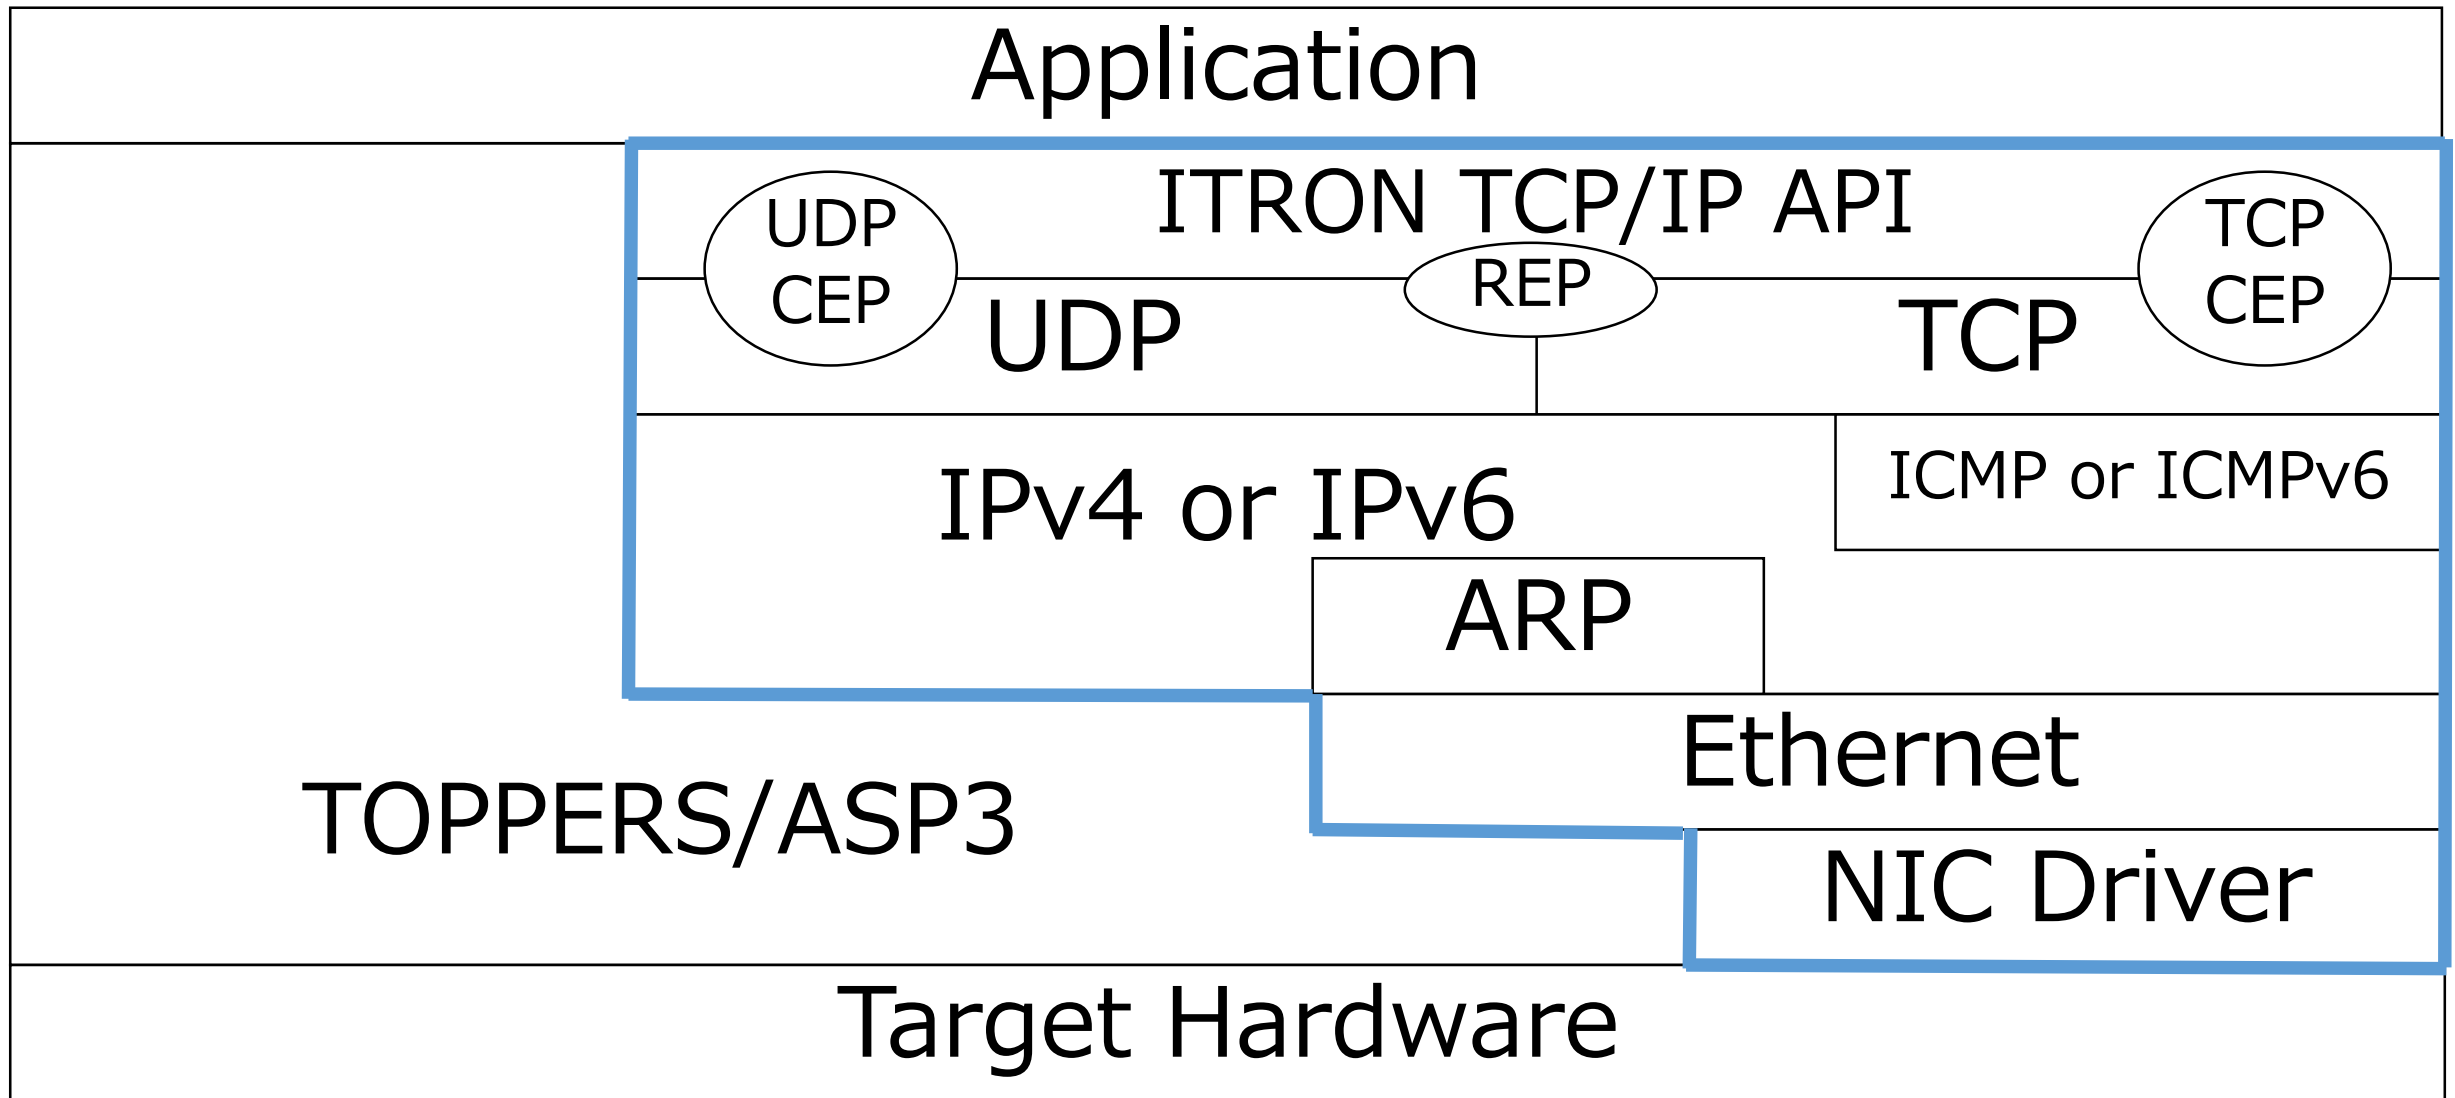 Application
ITRON TCP/IP API
UDP
CEP
REP
TCP
CEP
UDP
TCP
IPv4 or IPv6
ICMP or ICMPv6
ARP
Ethernet
TOPPERS/ASP3
NIC Driver
Target Hardware